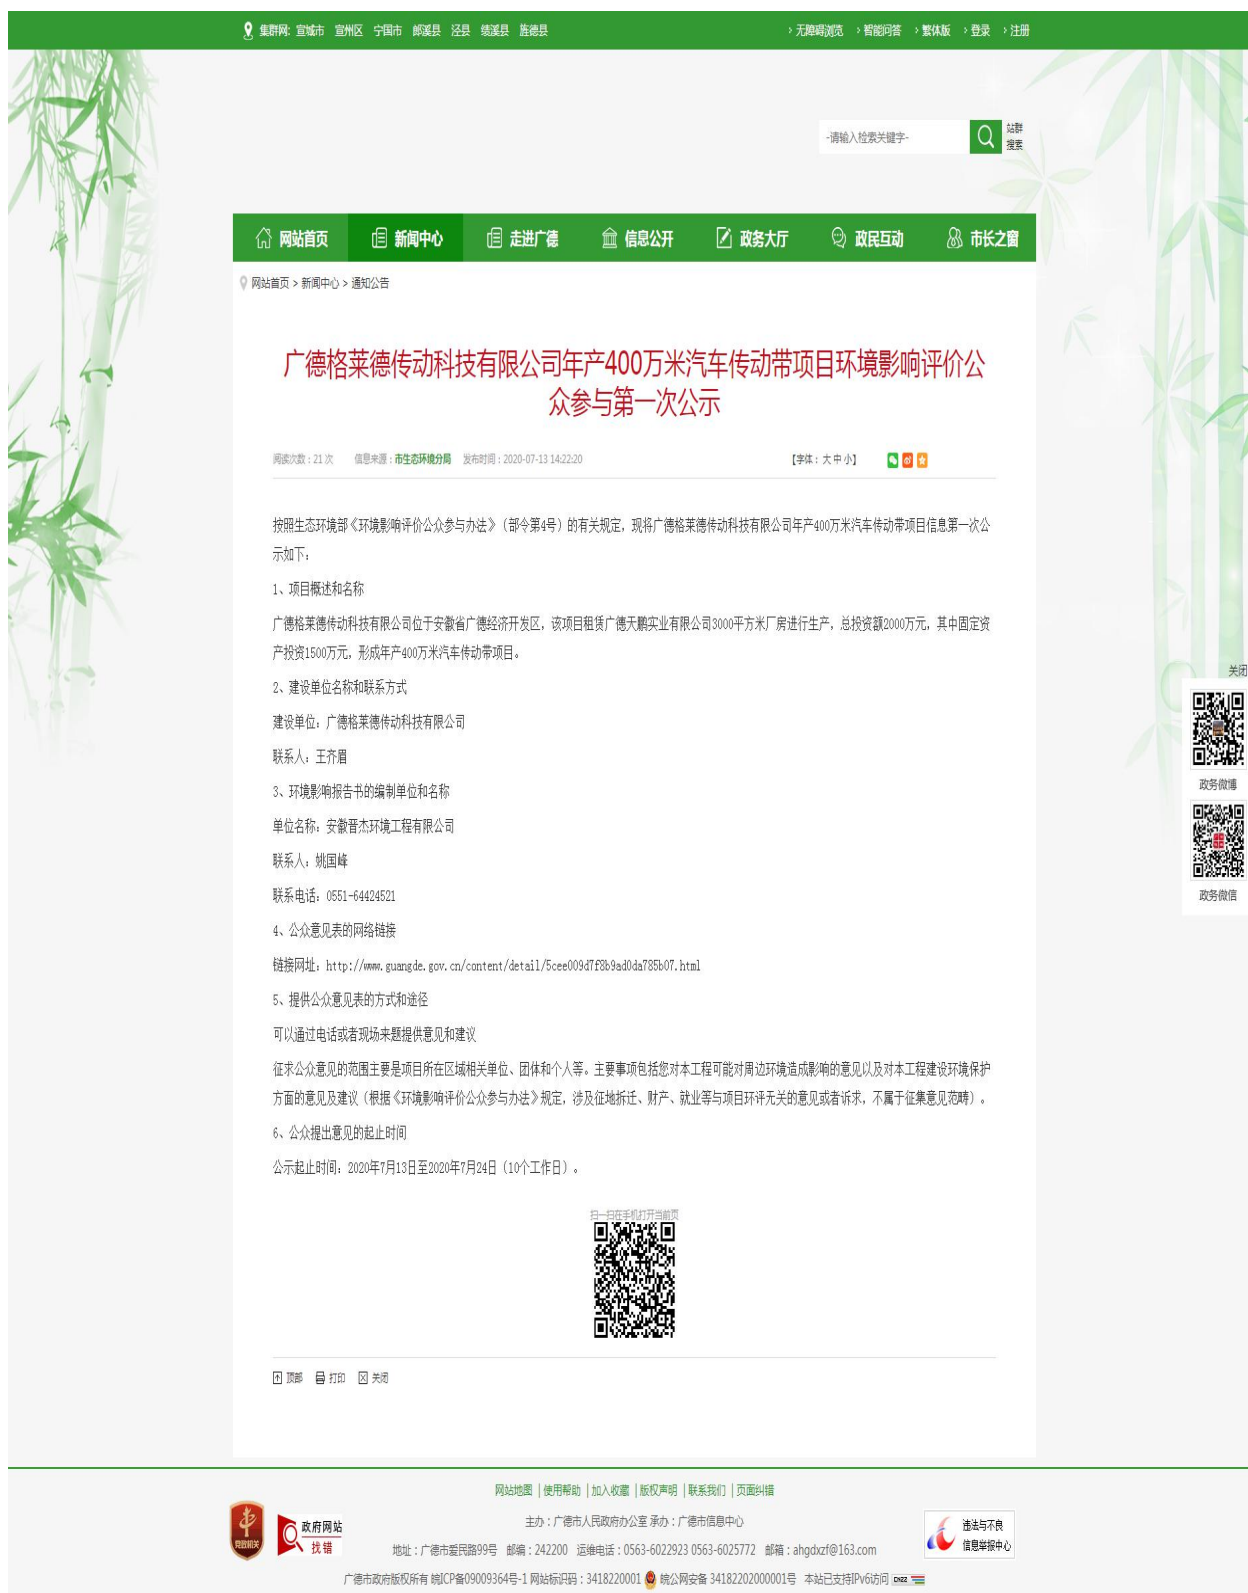 集群网: 宣城市 宣州区 宁国市 郎溪县 泾县 绩溪县 旌德县 › 无障碍浏览 › 智能问答 › 繁体版 › 登录 › 注册
-请输入检索关键字- 站群
搜索
网站首页 新闻中心 走进广德 信息公开 政务大厅 政民互动 市长之窗
网站首页 > 新闻中心 > 通知公告
广德格莱德传动科技有限公司年产400万米汽车传动带项目环境影响评价公
众参与第一次公示
阅读次数：21 次 信息来源：市生态环境分局 发布时间：2020-07-13 14:22:20 【字体：大 中 小】
按照生态环境部《环境影响评价公众参与办法》（部令第4号）的有关规定，现将广德格莱德传动科技有限公司年产400万米汽车传动带项目信息第一次公
示如下：
1、项目概述和名称
广德格莱德传动科技有限公司位于安徽省广德经济开发区，该项目租赁广德天鹏实业有限公司3000平方米厂房进行生产，总投资额2000万元，其中固定资
产投资1500万元，形成年产400万米汽车传动带项目。
2、建设单位名称和联系方式
建设单位：广德格莱德传动科技有限公司
联系人：王齐眉
3、环境影响报告书的编制单位和名称
单位名称：安徽晋杰环境工程有限公司
联系人：姚国峰
联系电话：0551-64424521
4、公众意见表的网络链接
链接网址：http://www.guangde.gov.cn/content/detail/5cee009d7f8b9ad0da785b07.html
5、提供公众意见表的方式和途径
可以通过电话或者现场来题提供意见和建议
征求公众意见的范围主要是项目所在区域相关单位、团体和个人等。主要事项包括您对本工程可能对周边环境造成影响的意见以及对本工程建设环境保护
方面的意见及建议（根据《环境影响评价公众参与办法》规定，涉及征地拆迁、财产、就业等与项目环评无关的意见或者诉求，不属于征集意见范畴）。
6、公众提出意见的起止时间
公示起止时间：2020年7月13日至2020年7月24日（10个工作日）。
扫一扫在手机打开当前页
顶部 打印 关闭
关闭
政务微博
政务微信
网站地图 | 使用帮助 | 加入收藏 | 版权声明 | 联系我们 | 页面纠错
党政机关
政府网站
找错
主办：广德市人民政府办公室 承办：广德市信息中心
地址：广德市爱民路99号 邮编：242200 运维电话：0563-6022923 0563-6025772 邮箱：ahgdxzf@163.com
广德市政府版权所有 皖ICP备09009364号-1 网站标识码：3418220001 皖公网安备 34182202000001号 本站已支持IPv6访问 CNZZ
违法与不良
信息举报中心